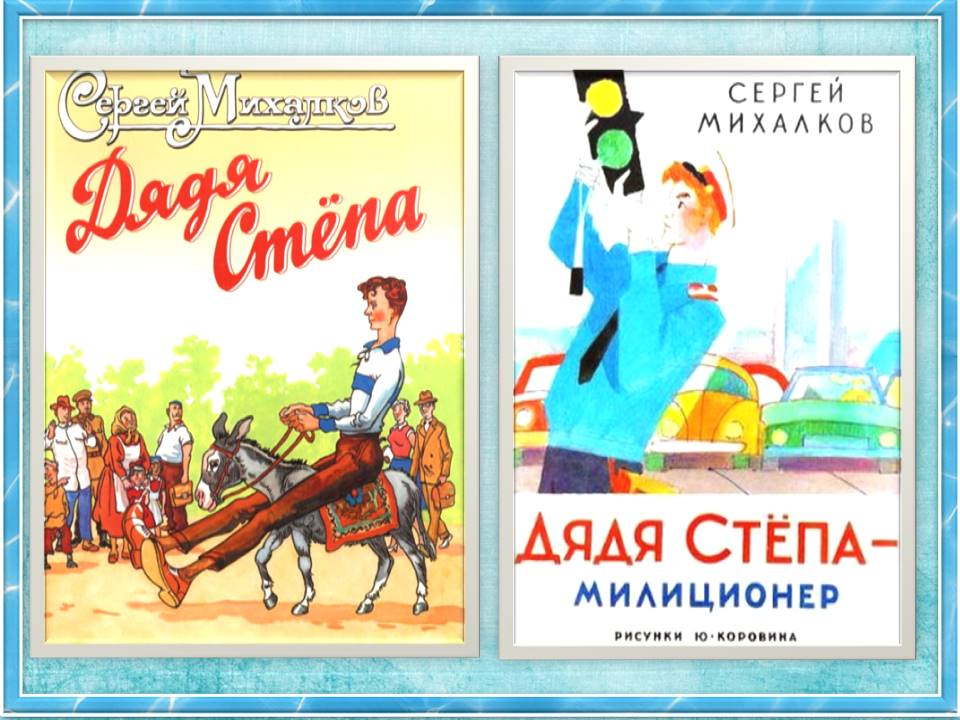 Сергей Михалков
Дядя
Стёпа
СЕРГЕЙ
МИХАЛКОВ
ДЯДЯ СТЁПА–
МИЛИЦИОНЕР
РИСУНКИ Ю·КОРОВИНА